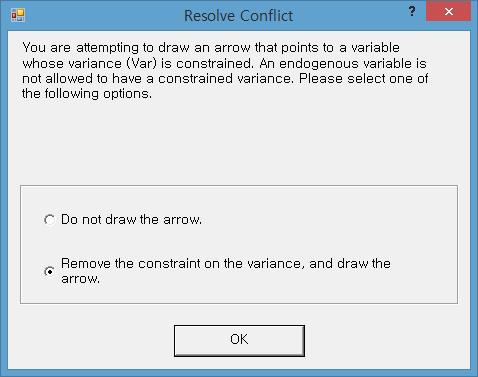 Resolve Conflict
?
You are attempting to draw an arrow that points to a variable
whose variance (Var) is constrained. An endogenous variable is
not allowed to have a constrained variance. Please select one of
the following options.
Do not draw the arrow.
Remove the constraint on the variance, and draw the
arrow.
OK